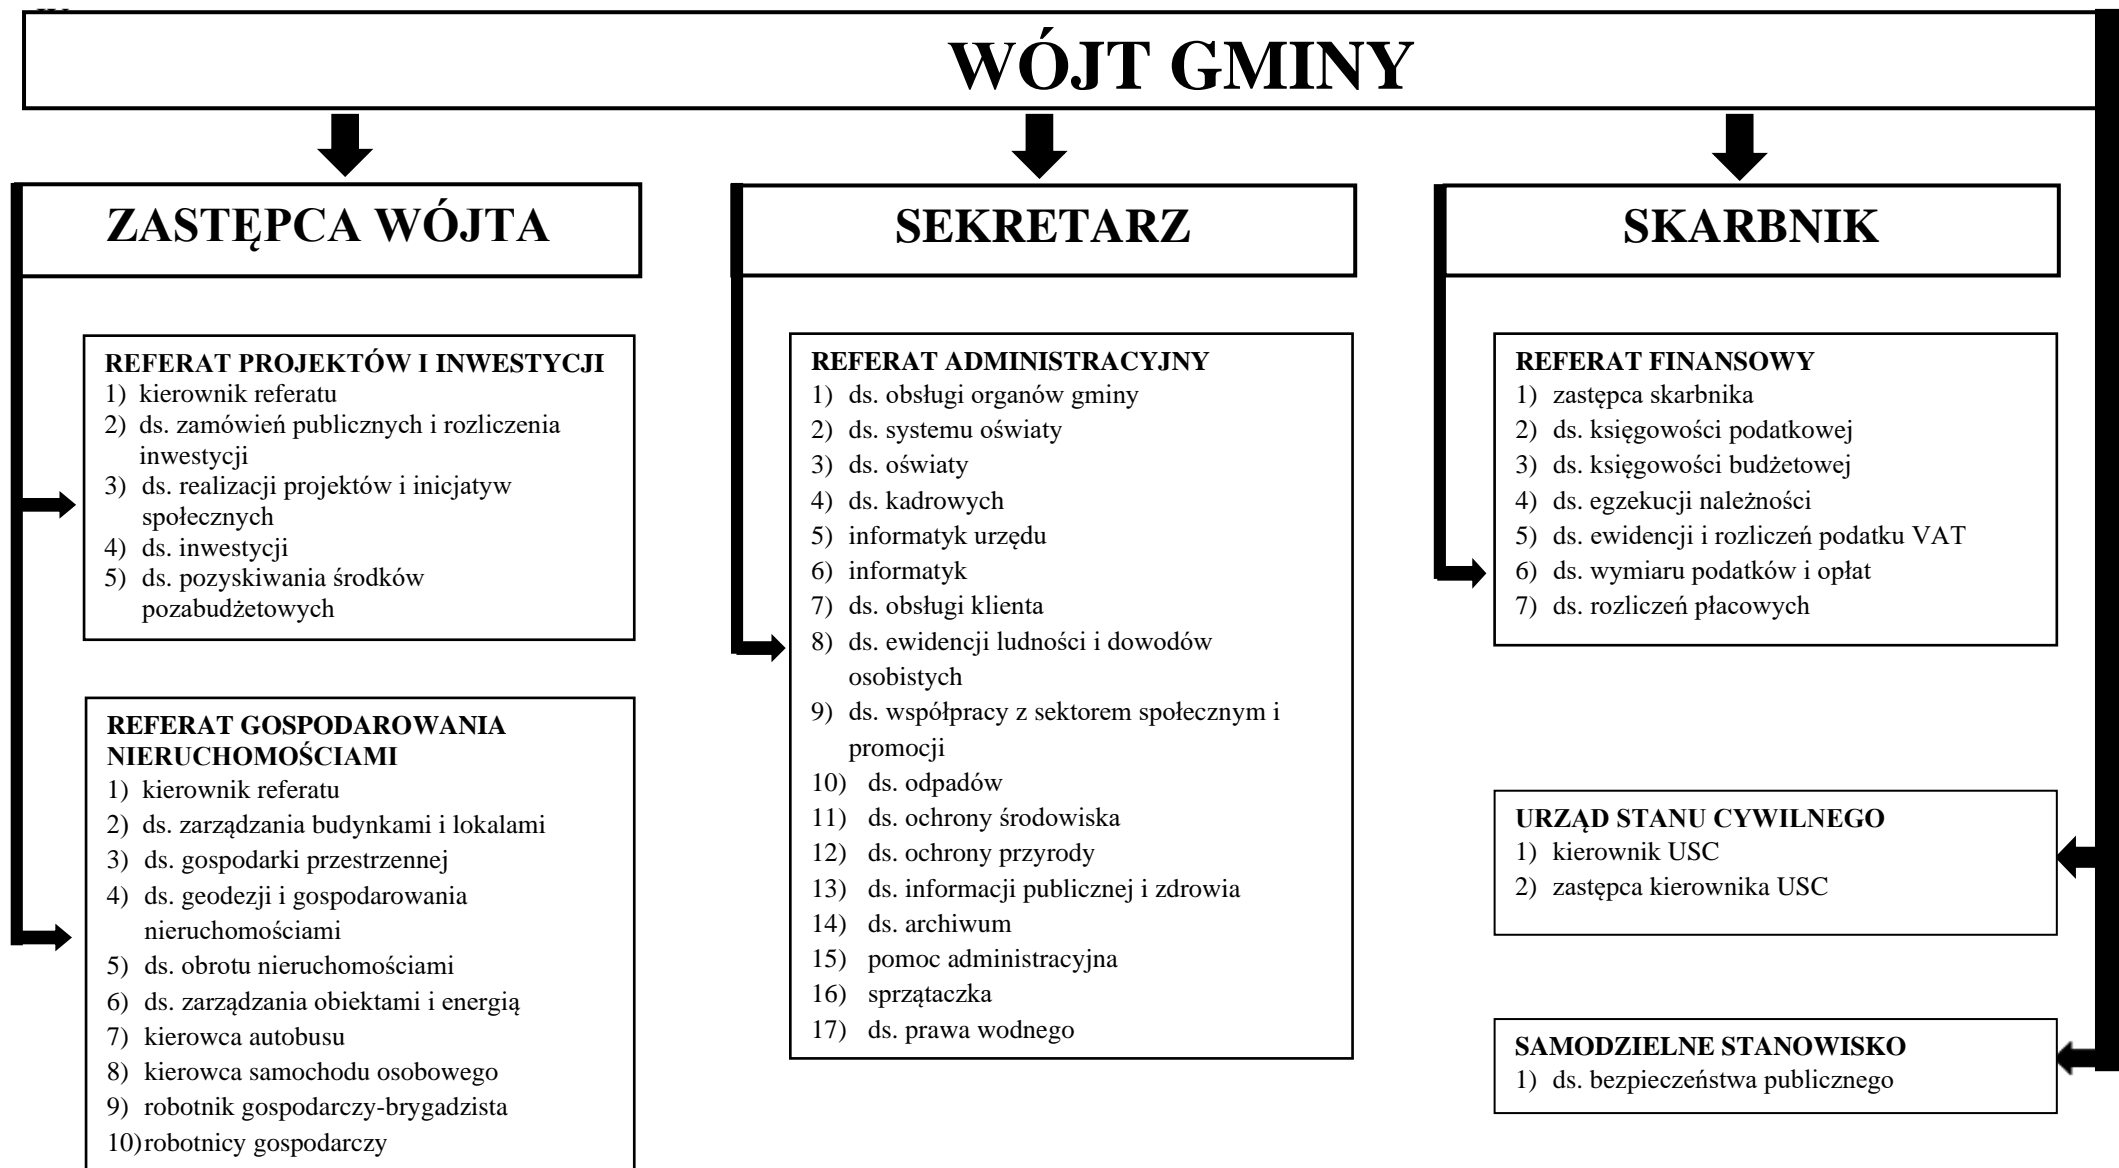 WÓJT GMINY
ZASTĘPCA WÓJTA
REFERAT PROJEKTÓW I INWESTYCJI
1) kierownik referatu
2) ds. zamówień publicznych i rozliczenia
inwestycji
3) ds. realizacji projektów i inicjatyw
społecznych
4) ds. inwestycji
5) ds. pozyskiwania środków
pozabudżetowych
REFERAT GOSPODAROWANIA
NIERUCHOMOŚCIAMI
1) kierownik referatu
2) ds. zarządzania budynkami i lokalami
3) ds. gospodarki przestrzennej
4) ds. geodezji i gospodarowania
nieruchomościami
5) ds. obrotu nieruchomościami
6) ds. zarządzania obiektami i energią
7) kierowca autobusu
8) kierowca samochodu osobowego
9) robotnik gospodarczy-brygadzista
10)robotnicy gospodarczy
SEKRETARZ
REFERAT ADMINISTRACYJNY
1) ds. obsługi organów gminy
2) ds. systemu oświaty
3) ds. oświaty
4) ds. kadrowych
5) informatyk urzędu
6) informatyk
7) ds. obsługi klienta
8) ds. ewidencji ludności i dowodów
osobistych
9) ds. współpracy z sektorem społecznym i
promocji
10) ds. odpadów
11) ds. ochrony środowiska
12) ds. ochrony przyrody
13) ds. informacji publicznej i zdrowia
14) ds. archiwum
15) pomoc administracyjna
16) sprzątaczka
17) ds. prawa wodnego
SKARBNIK
REFERAT FINANSOWY
1) zastępca skarbnika
2) ds. księgowości podatkowej
3) ds. księgowości budżetowej
4) ds. egzekucji należności
5) ds. ewidencji i rozliczeń podatku VAT
6) ds. wymiaru podatków i opłat
7) ds. rozliczeń płacowych
URZĄD STANU CYWILNEGO
1) kierownik USC
2) zastępca kierownika USC
SAMODZIELNE STANOWISKO
1) ds. bezpieczeństwa publicznego